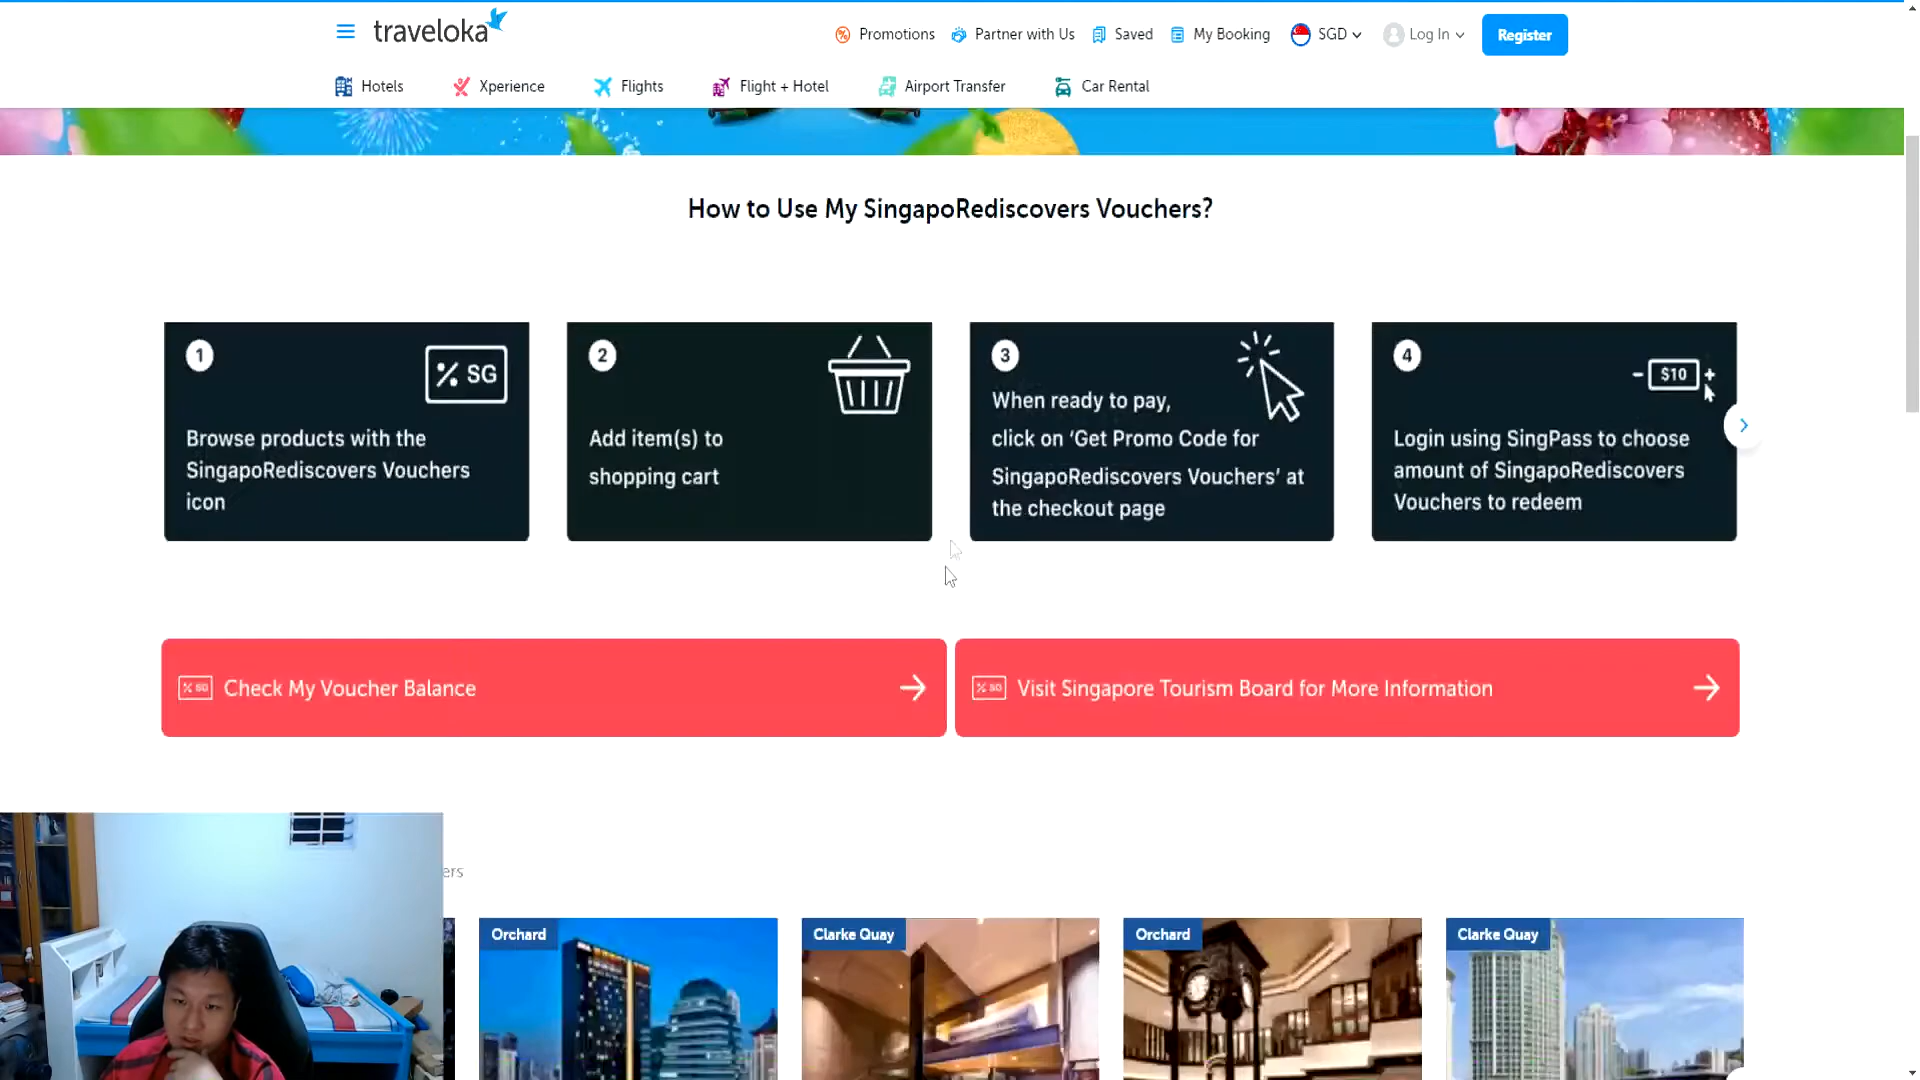 traveloka
Promotions
Partner with Us
Saved
My Booking
SGD
Log In
Register
Hotels
Xperience
Flights
Flight + Hotel
Airport Transfer
Car Rental
How to Use My SingapoRediscovers Vouchers?
1
SG
Browse products with the
SingapoRediscovers Vouchers
icon
2
Add item(s) to
shopping cart
3
When ready to pay,
click on ‘Get Promo Code for
SingapoRediscovers Vouchers’ at
the checkout page
4
- $10 +
Login using SingPass to choose
amount of SingapoRediscovers
Vouchers to redeem
SG Check My Voucher Balance
SG Visit Singapore Tourism Board for More Information
ers
Orchard
Clarke Quay
Orchard
Clarke Quay